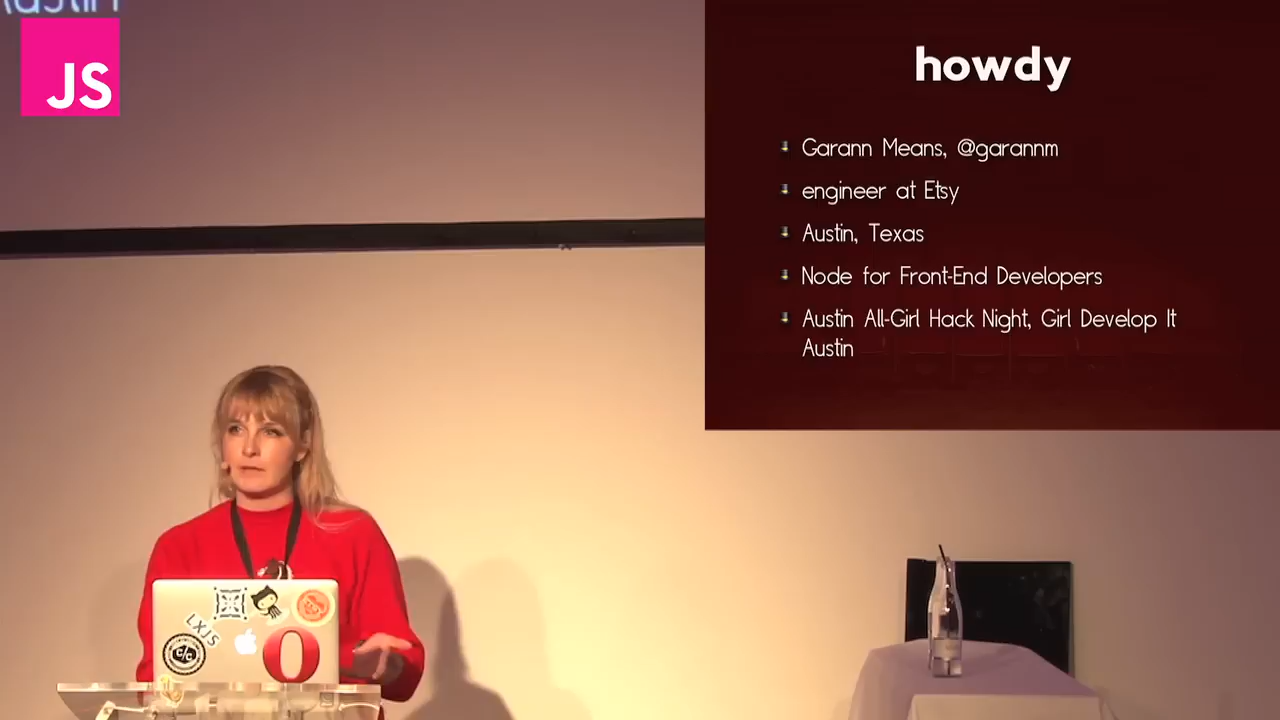 Austin
JS
howdy
Garann Means, @garannm
engineer at Etsy
Austin, Texas
Node for Front-End Developers
Austin All-Girl Hack Night, Girl Develop It
Austin
LXJS
C/C